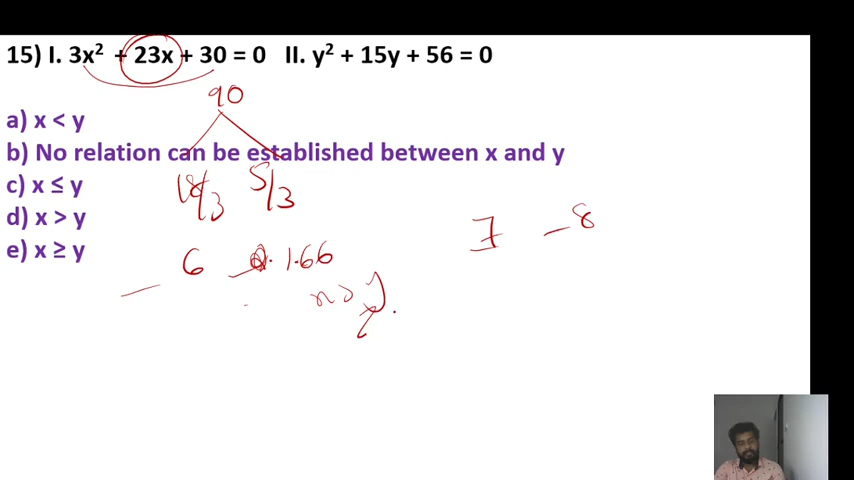 15) I. 3x² + 23x + 30 = 0 II. y² + 15y + 56 = 0
90
a) x < y
b) No relation can be established between x and y
c) x ≤ y
18/3 5/3
d) x > y
7 -8
e) x ≥ y
- 6 - 1.66
x > y.